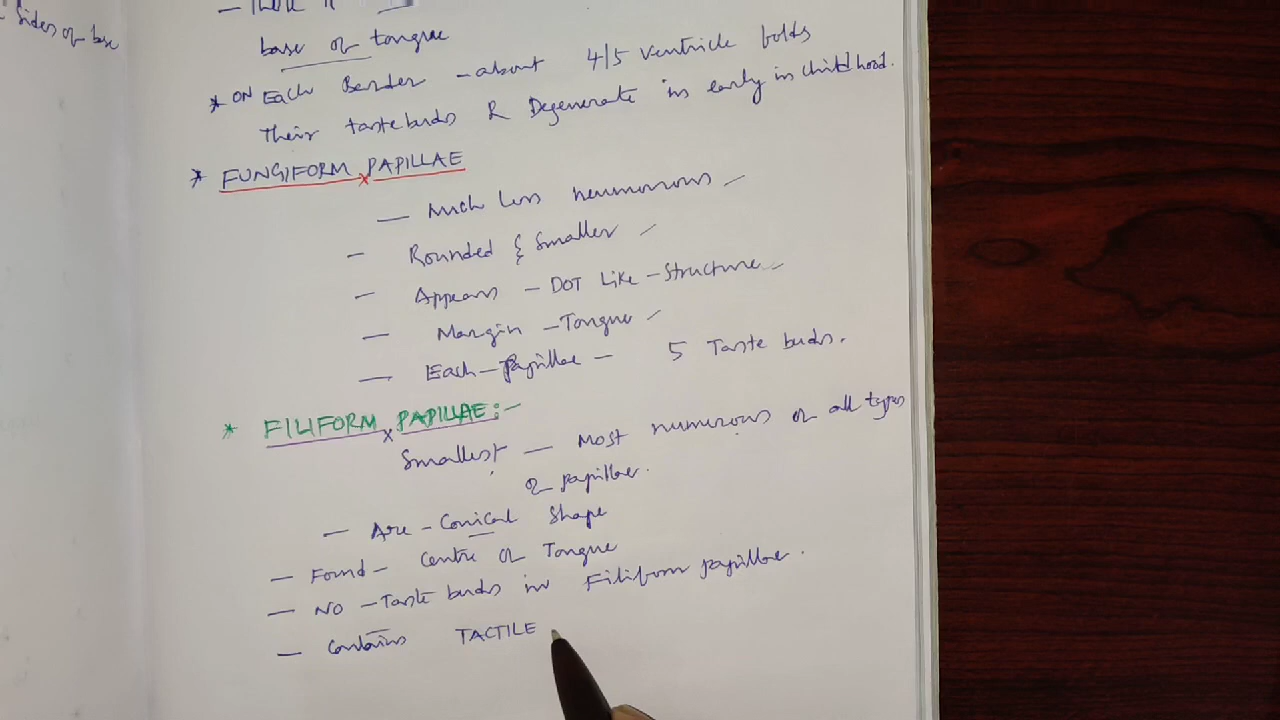 Sides of base
base of tongue
* ON Each Border - about 4/5 ventricle folds
Their taste buds R Degenerate in early in childhood.
* FUNGIFORM PAPILLAE
— Much Less neumorous
- Rounded & Smaller
- Appears - DOT Like - Structure
- Margin - Tongue
— Each - Papillae - 5 Taste buds.
* FILIFORM PAPILLAE:-
Smallest — Most numerous of all types
of papillae.
— Are - Conical Shape
— Found - Centre of Tongue
— NO - Taste buds in Filiform papillae.
— Contains TACTILE